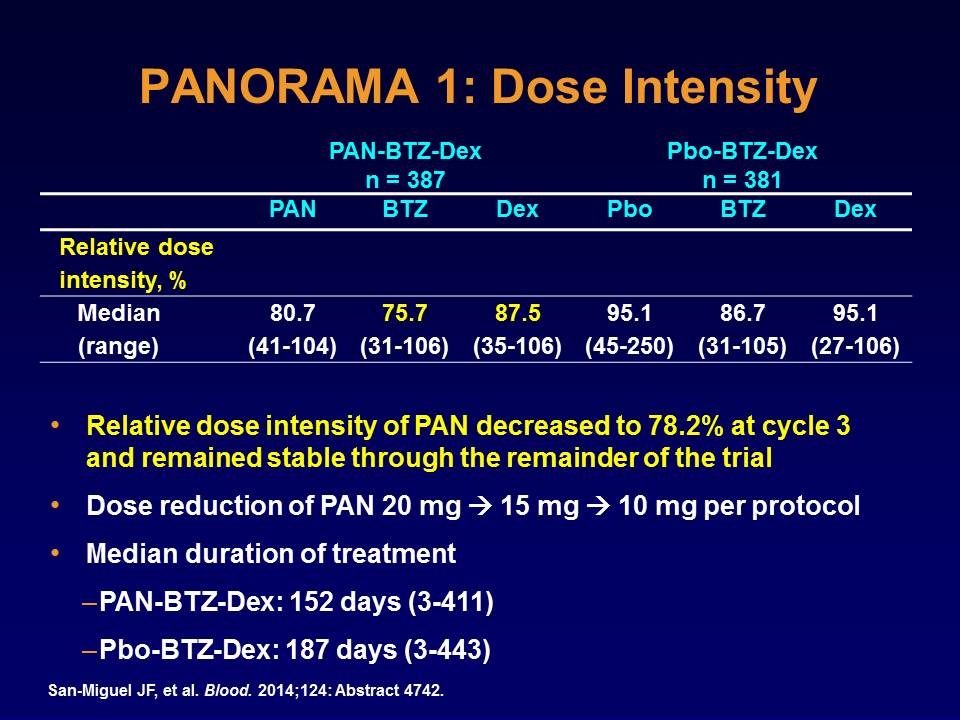 PANORAMA 1: Dose Intensity
PAN-BTZ-Dex Pbo-BTZ-Dex
n = 387 n = 381
PAN BTZ Dex Pbo BTZ Dex
Relative dose
intensity, %
Median 80.7 75.7 87.5 95.1 86.7 95.1
(range) (41-104) (31-106) (35-106) (45-250) (31-105) (27-106)
• Relative dose intensity of PAN decreased to 78.2% at cycle 3
and remained stable through the remainder of the trial
• Dose reduction of PAN 20 mg → 15 mg → 10 mg per protocol
• Median duration of treatment
–PAN-BTZ-Dex: 152 days (3-411)
–Pbo-BTZ-Dex: 187 days (3-443)
San-Miguel JF, et al. Blood. 2014;124: Abstract 4742.